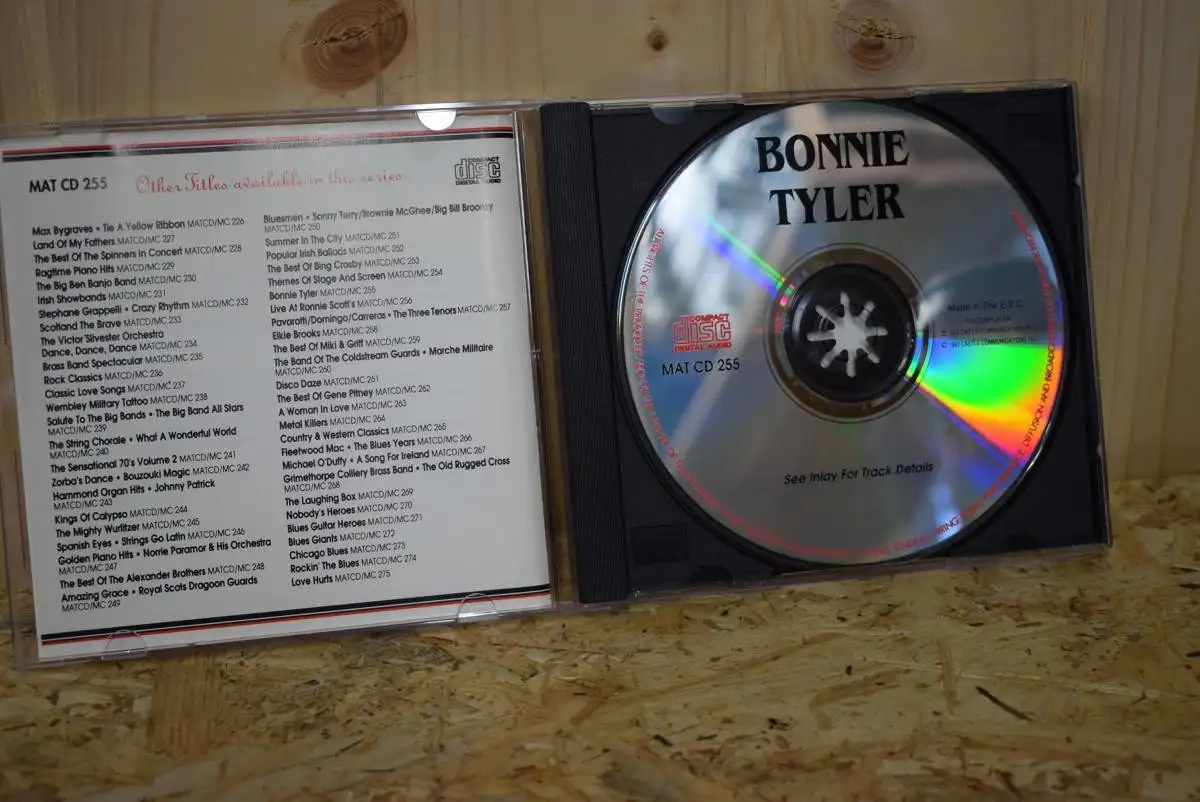 MAT CD 255
Other Titles available in this series
COMPACT
disc
DIGITAL AUDIO
Max Bygraves • Tie A Yellow Ribbon MATCD/MC 226
Land Of My Fathers MATCD/MC 227
The Best Of The Spinners In Concert MATCD/MC 228
Ragtime Piano Hits MATCD/MC 229
The Big Ben Banjo Band MATCD/MC 230
Irish Showbands MATCD/MC 231
Stephane Grappelli • Crazy Rhythm MATCD/MC 232
Scotland The Brave MATCD/MC 233
The Victor Silvester Orchestra
Dance, Dance, Dance MATCD/MC 234
Brass Band Spectacular MATCD/MC 235
Rock Classics MATCD/MC 236
Classic Love Songs MATCD/MC 237
Wembley Military Tattoo MATCD/MC 238
Salute To The Big Bands • The Big Band All Stars
MATCD/MC 239
The String Chorale • What A Wonderful World
MATCD/MC 240
The Sensational 70's Volume 2 MATCD/MC 241
Zorba's Dance • Bouzouki Magic MATCD/MC 242
Hammond Organ Hits • Johnny Patrick
MATCD/MC 243
Kings Of Calypso MATCD/MC 244
The Mighty Wurlitzer MATCD/MC 245
Spanish Eyes • Strings Go Latin MATCD/MC 246
Golden Piano Hits • Norrie Paramor & His Orchestra
MATCD/MC 247
The Best Of The Alexander Brothers MATCD/MC 248
Amazing Grace • Royal Scots Dragoon Guards
MATCD/MC 249
Bluesmen • Sonny Terry/Brownie McGhee/Big Bill Broonzy
MATCD/MC 250
Summer In The City MATCD/MC 251
Popular Irish Ballads MATCD/MC 252
The Best Of Bing Crosby MATCD/MC 253
Themes Of Stage And Screen MATCD/MC 254
Bonnie Tyler MATCD/MC 255
Live At Ronnie Scott's MATCD/MC 256
Pavarotti/Domingo/Carreras • The Three Tenors MATCD/MC 257
Elkie Brooks MATCD/MC 258
The Best Of Miki & Griff MATCD/MC 259
The Band Of The Coldstream Guards • Marche Militaire
MATCD/MC 260
Disco Daze MATCD/MC 261
The Best Of Gene Pitney MATCD/MC 262
A Woman In Love MATCD/MC 263
Metal Killers MATCD/MC 264
Country & Western Classics MATCD/MC 265
Fleetwood Mac • The Blues Years MATCD/MC 266
Michael O'Duffy • A Song For Ireland MATCD/MC 267
Grimethorpe Colliery Brass Band • The Old Rugged Cross
MATCD/MC 268
The Laughing Box MATCD/MC 269
Nobody's Heroes MATCD/MC 270
Blues Guitar Heroes MATCD/MC 271
Blues Giants MATCD/MC 272
Chicago Blues MATCD/MC 273
Rockin' The Blues MATCD/MC 274
Love Hurts MATCD/MC 275
BONNIE
TYLER
COMPACT
disc
DIGITAL AUDIO
MAT CD 255
Made In The E.E.C.
See Inlay For Track Details
DIFFUSION AND BROADC